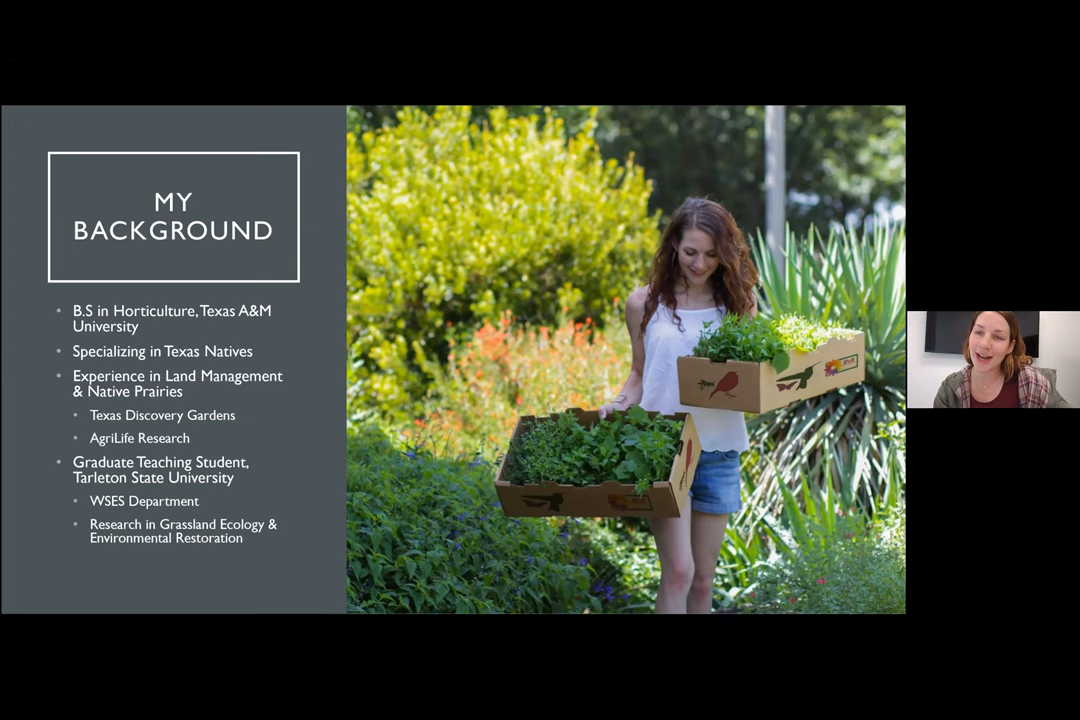 MY
BACKGROUND
B.S in Horticulture, Texas A&M
University
Specializing in Texas Natives
Experience in Land Management
& Native Prairies
Texas Discovery Gardens
AgriLife Research
Graduate Teaching Student,
Tarleton State University
WSES Department
Research in Grassland Ecology &
Environmental Restoration